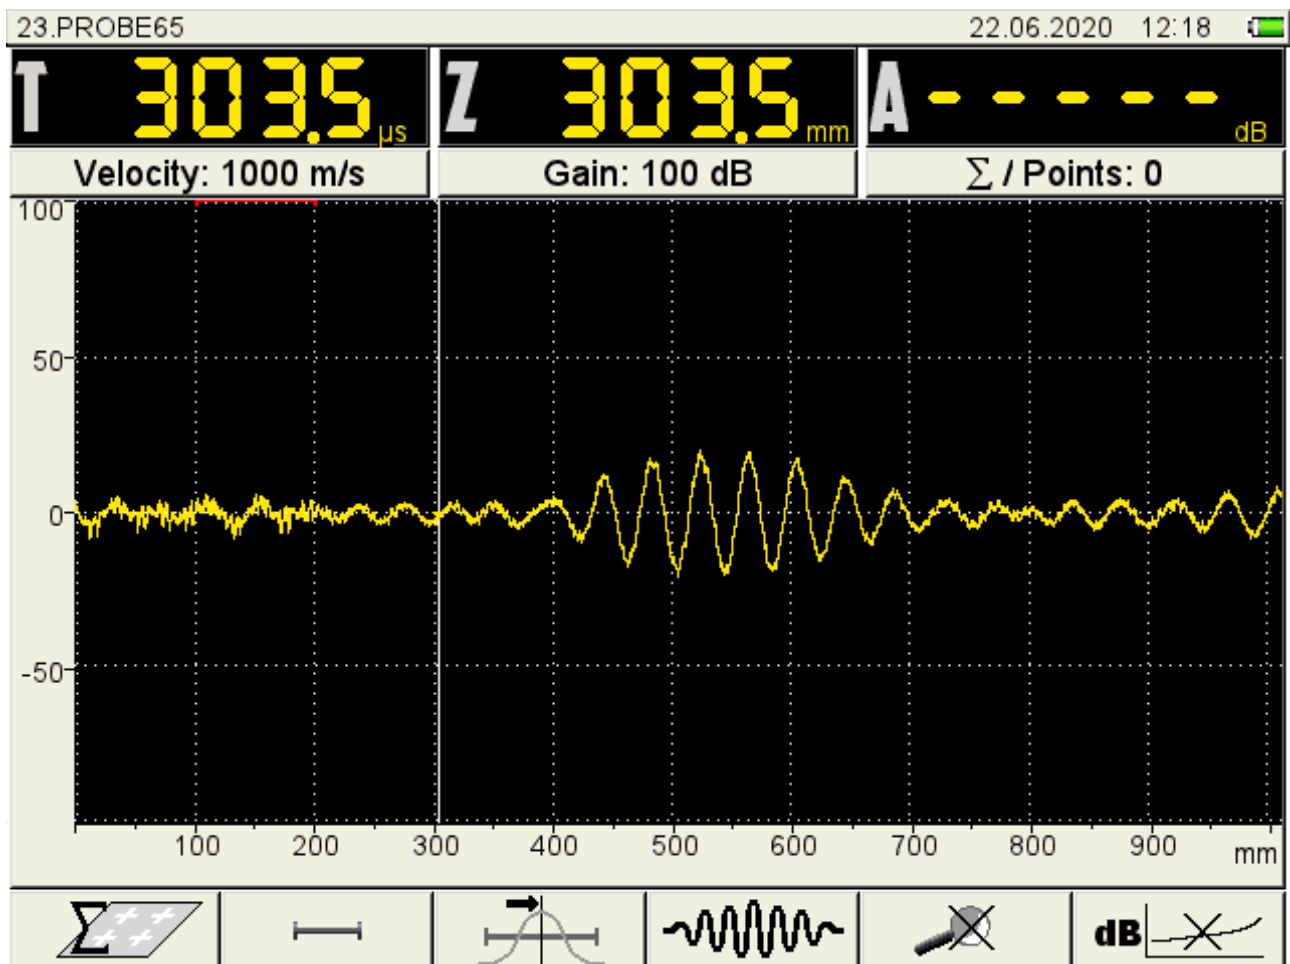 23.PROBE65 22.06.2020 12:18
T 303.5 µs Z 303.5 mm A - - - - - dB
Velocity: 1000 m/s Gain: 100 dB Σ / Points: 0
100
50
0
-50
100 200 300 400 500 600 700 800 900 mm
Σ dB